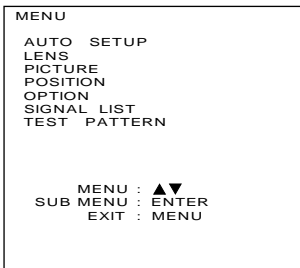 MENU
AUTO SETUP
LENS
PICTURE
POSITION
OPTION
SIGNAL LIST
TEST PATTERN
MENU : ▲▼
SUB MENU : ENTER
EXIT : MENU